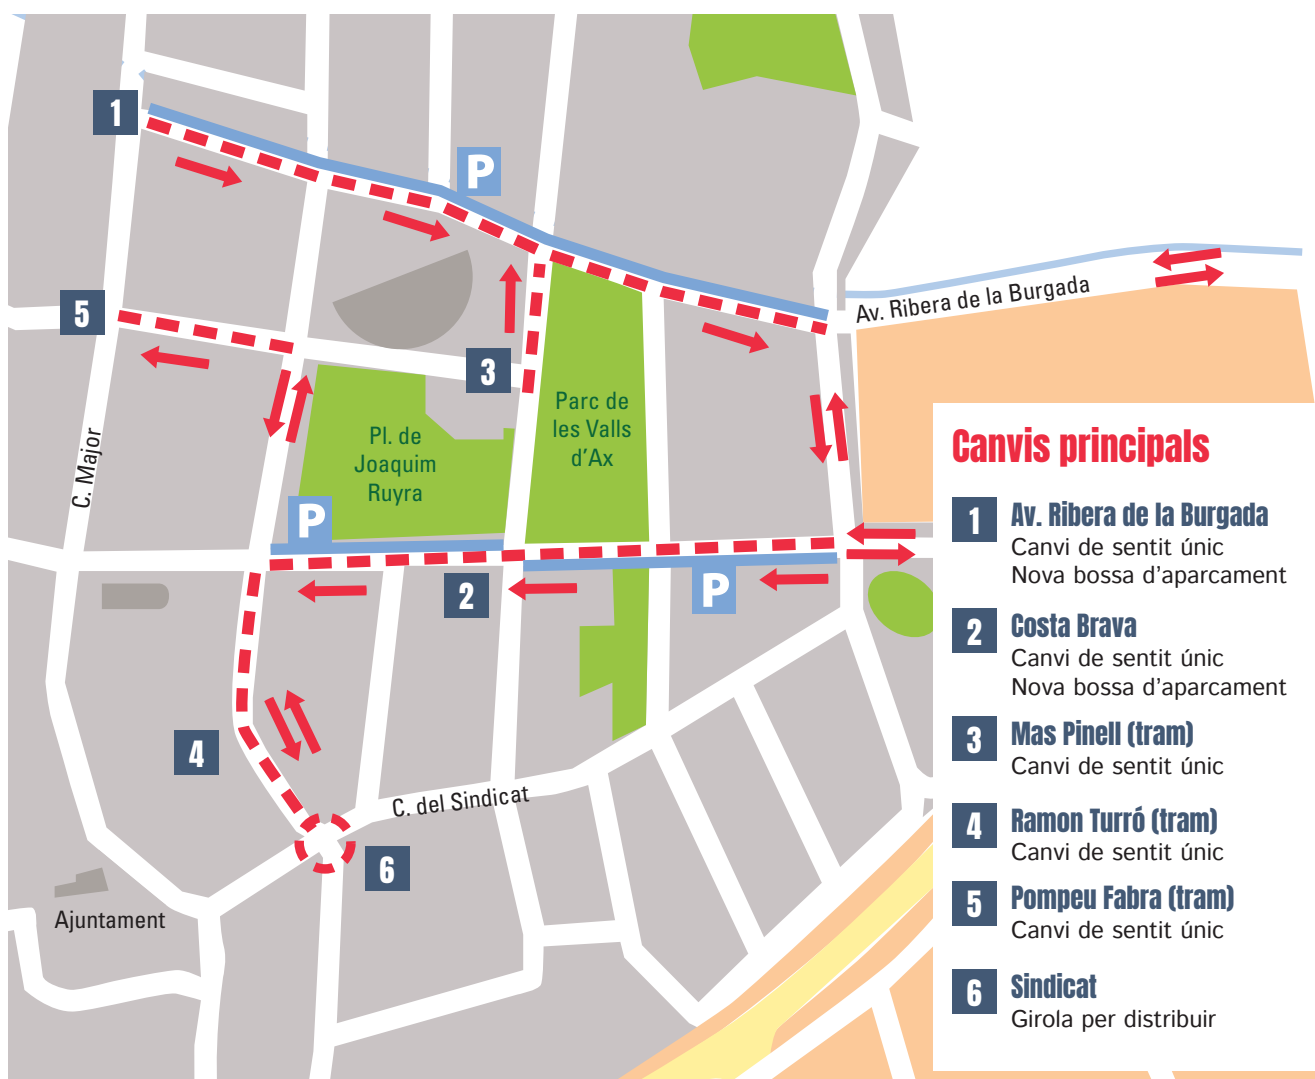 1
P
Av. Ribera de la Burgada
5
3
Parc de
les Valls
d'Ax
Pl. de
Joaquim
Ruyra
C. Major
P
2
P
4
C. del Sindicat
6
Ajuntament
Canvis principals
1 Av. Ribera de la Burgada
Canvi de sentit únic
Nova bossa d'aparcament
2 Costa Brava
Canvi de sentit únic
Nova bossa d'aparcament
3 Mas Pinell (tram)
Canvi de sentit únic
4 Ramon Turró (tram)
Canvi de sentit únic
5 Pompeu Fabra (tram)
Canvi de sentit únic
6 Sindicat
Girola per distribuir